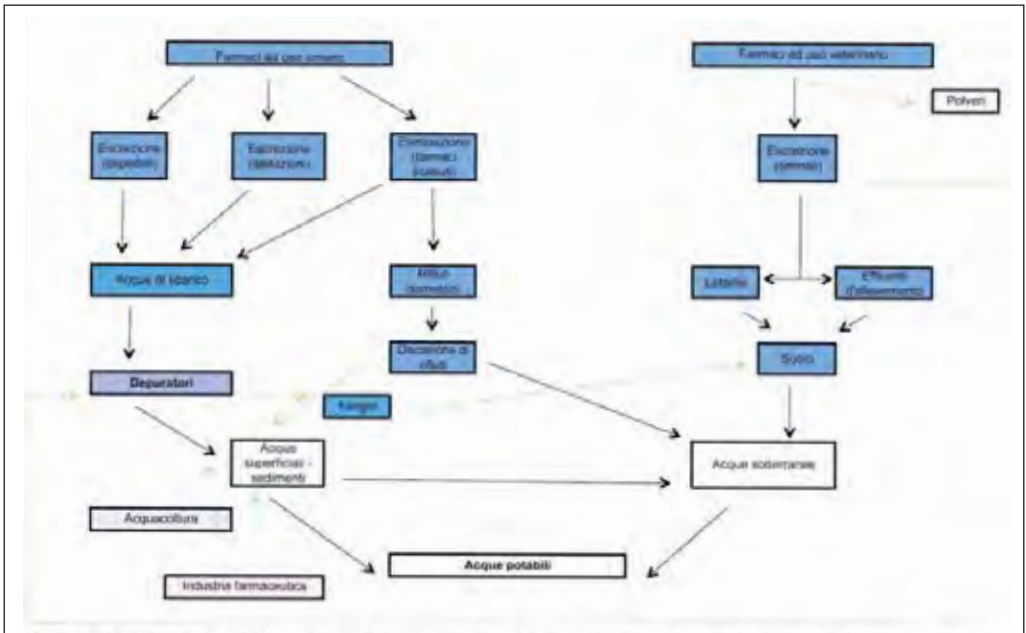 Farmaci ad uso umano
Farmaci ad uso veterinario
Polveri
Escrezione
(ospedali)
Escrezione
(abitazioni)
Eliminazione
(farmaci
scaduti)
Escrezione
(animali)
Acque di scarico
Rifiuti
domestici
Letame
Effluenti
d'allevamento
Discariche di
rifiuti
Suolo
Depuratori
Fanghi
Acque
superficiali -
sedimenti
Acque sotterranee
Acquacoltura
Acque potabili
Industria farmaceutica